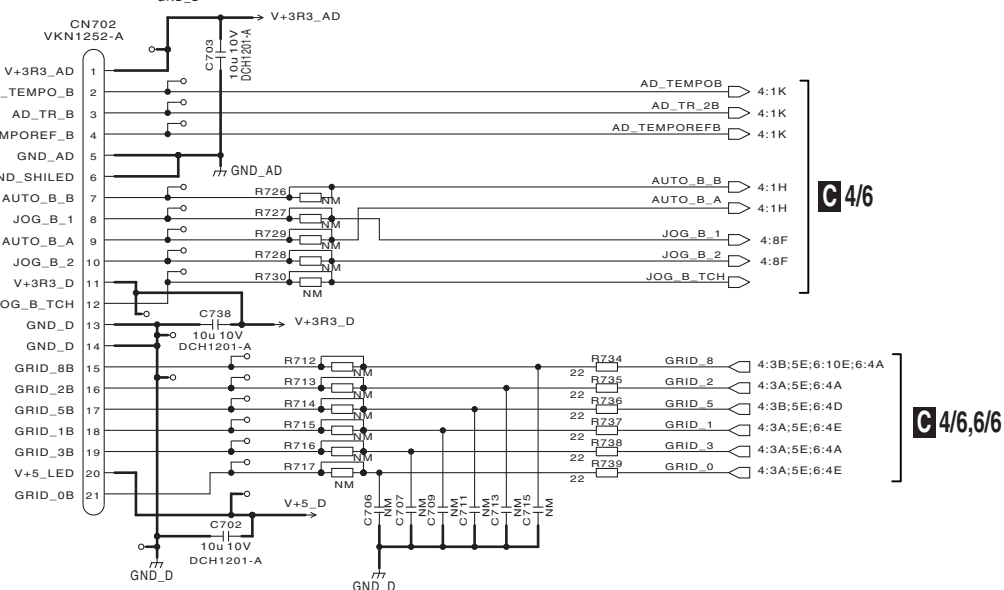 V+3R3_AD
CN702
VKN1252-A
C703
10u 10V
DCH1201-A
V+3R3_AD 1
_TEMPO_B 2 AD_TEMPOB 4:1K
AD_TR_B 3 AD_TR_2B 4:1K
MPOREF_B 4 AD_TEMPOREFB 4:1K
GND_AD 5
ND_SHILED 6 GND_AD
AUTO_B_B 7 R726 NM AUTO_B_B 4:1H
JOG_B_1 8 R727 NM AUTO_B_A 4:1H
AUTO_B_A 9 R729 NM JOG_B_1 4:8F
JOG_B_2 10 R728 NM JOG_B_2 4:8F
V+3R3_D 11 R730 NM JOG_B_TCH
C 4/6
OG_B_TCH 12
GND_D 13 C738 V+3R3_D
10u 10V
DCH1201-A
GND_D 14
GRID_8B 15 R712 NM R734 22 GRID_8 4:3B;5E;6:10E;6:4A
GRID_2B 16 R713 NM R735 22 GRID_2 4:3A;5E;6:4A
GRID_5B 17 R714 NM R736 22 GRID_5 4:3B;5E;6:4D
GRID_1B 18 R715 NM R737 22 GRID_1 4:3A;5E;6:4E
GRID_3B 19 R716 NM R738 22 GRID_3 4:3A;5E;6:4A
V+5_LED 20 R717 NM R739 22 GRID_0 4:3A;5E;6:4E
C 4/6,6/6
GRID_0B 21
V+5_D
C702
10u 10V
DCH1201-A
C706 NM C707 NM C709 NM C711 NM C713 NM C715 NM
GND_D
GND_D